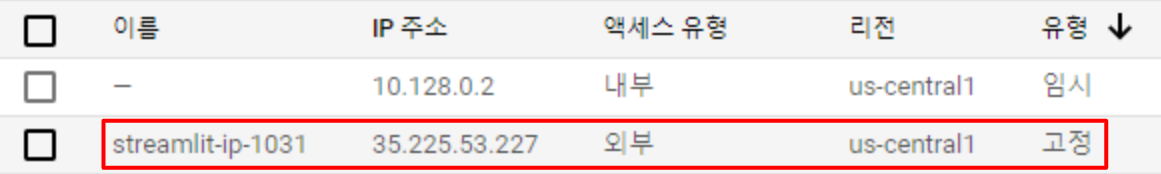 이름 IP 주소 액세스 유형 리전 유형 ↓
— 10.128.0.2 내부 us-central1 임시
streamlit-ip-1031 35.225.53.227 외부 us-central1 고정